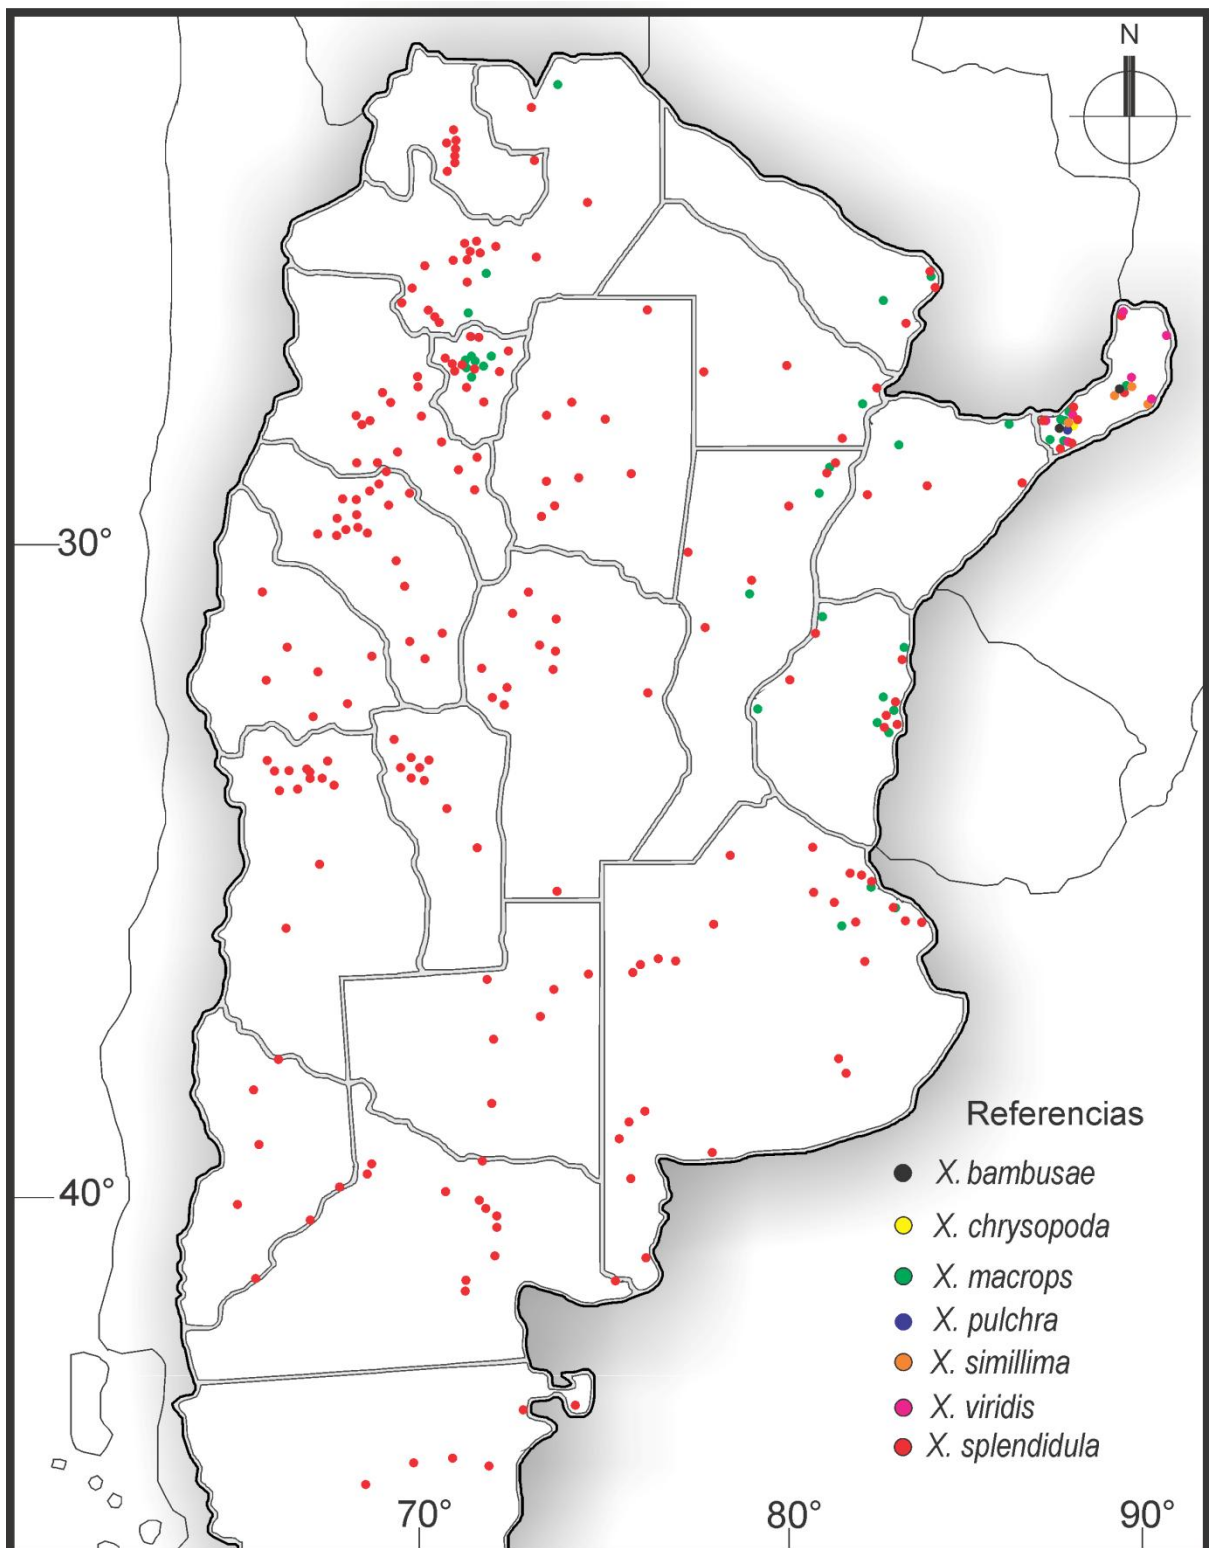 N
30°
Referencias
X. bambusae
X. chrysopoda
40°
X. macrops
X. pulchra
X. simillima
X. viridis
X. splendidula
70°
80°
90°